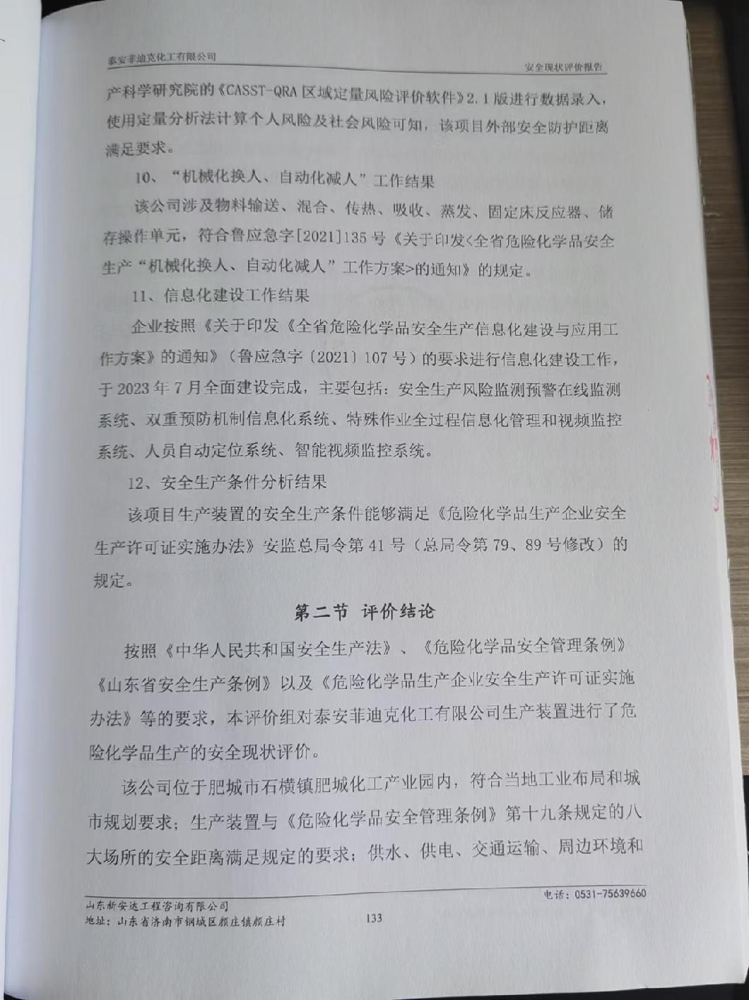 泰安菲迪克化工有限公司
安全现状评价报告
产科学研究院的《CASST-QRA 区域定量风险评价软件》2.1 版进行数据录入，
使用定量分析法计算个人风险及社会风险可知，该项目外部安全防护距离
满足要求。
10、“机械化换人、自动化减人”工作结果
该公司涉及物料输送、混合、传热、吸收、蒸发、固定床反应器、储
存操作单元，符合鲁应急字[2021]135 号《关于印发<全省危险化学品安全
生产“机械化换人、自动化减人”工作方案>的通知》的规定。
11、信息化建设工作结果
企业按照《关于印发《全省危险化学品安全生产信息化建设与应用工
作方案》的通知》（鲁应急字〔2021〕107 号）的要求进行信息化建设工作，
于 2023 年 7 月全面建设完成，主要包括：安全生产风险监测预警在线监测
系统、双重预防机制信息化系统、特殊作业全过程信息化管理和视频监控
系统、人员自动定位系统、智能视频监控系统。
12、安全生产条件分析结果
该项目生产装置的安全生产条件能够满足《危险化学品生产企业安全
生产许可证实施办法》安监总局令第 41 号（总局令第 79、89 号修改）的
规定。
第二节 评价结论
按照《中华人民共和国安全生产法》、《危险化学品安全管理条例》
《山东省安全生产条例》以及《危险化学品生产企业安全生产许可证实施
办法》等的要求，本评价组对泰安菲迪克化工有限公司生产装置进行了危
险化学品生产的安全现状评价。
该公司位于肥城市石横镇肥城化工产业园内，符合当地工业布局和城
市规划要求；生产装置与《危险化学品安全管理条例》第十九条规定的八
大场所的安全距离满足规定的要求；供水、供电、交通运输、周边环境和
山东新安达工程咨询有限公司
电话：0531-75639660
地址：山东省济南市钢城区颜庄镇颜庄村
133